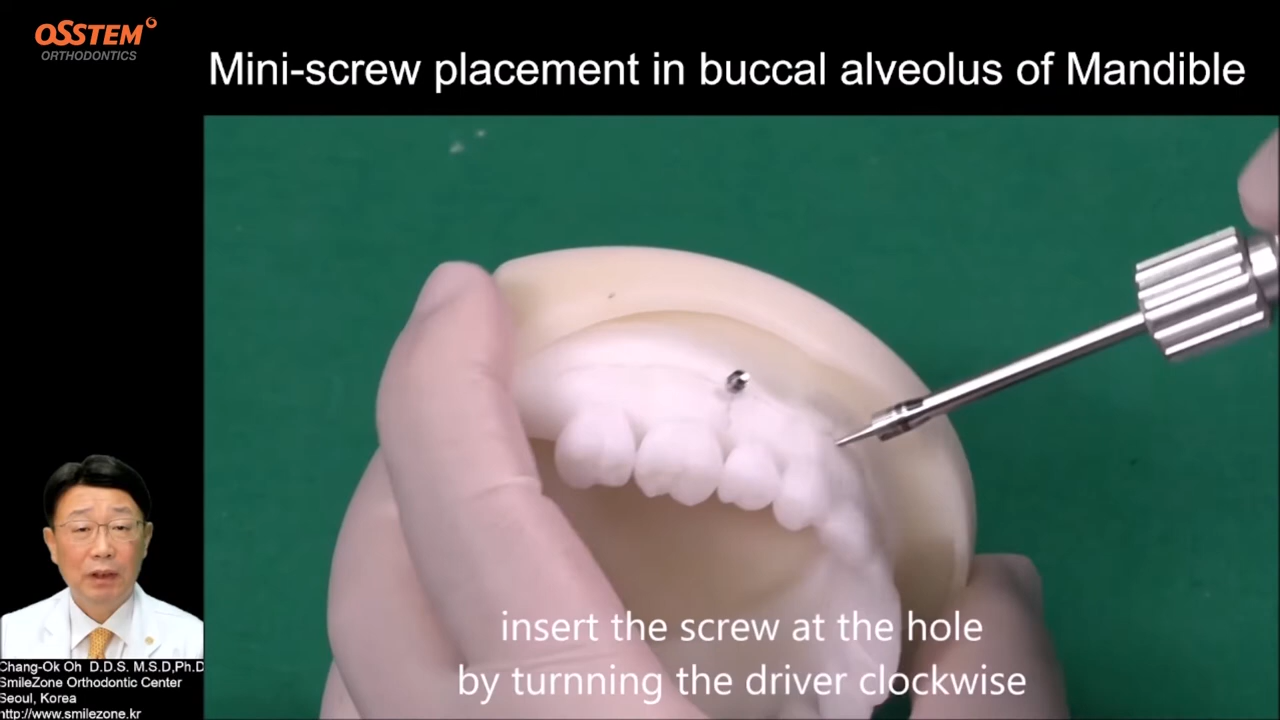 OSSTEM
ORTHODONTICS
Mini-screw placement in buccal alveolus of Mandible
insert the screw at the hole
by turnning the driver clockwise
Chang-Ok Oh D.D.S. M.S.D,Ph.D
SmileZone Orthodontic Center
Seoul, Korea
http://www.smilezone.kr